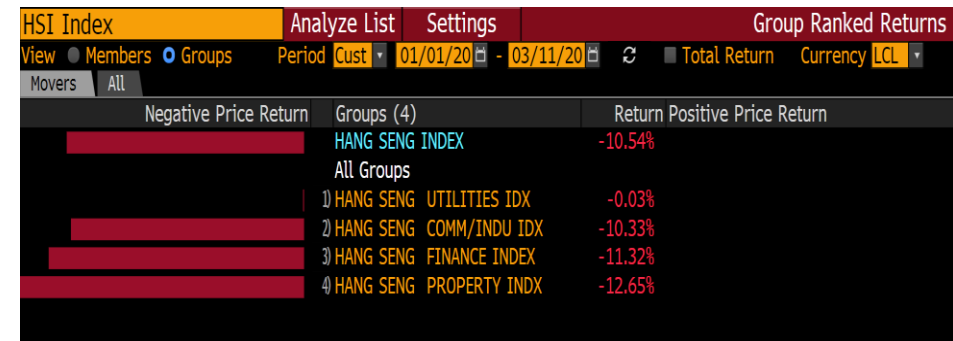 HSI Index Analyze List Settings Group Ranked Returns
View Members Groups Period Cust 01/01/20 - 03/11/20 Total Return Currency LCL
Movers All
Negative Price Return Groups (4) Return Positive Price Return
HANG SENG INDEX -10.54%
All Groups
1) HANG SENG UTILITIES IDX -0.03%
2) HANG SENG COMM/INDU IDX -10.33%
3) HANG SENG FINANCE INDEX -11.32%
4) HANG SENG PROPERTY INDX -12.65%